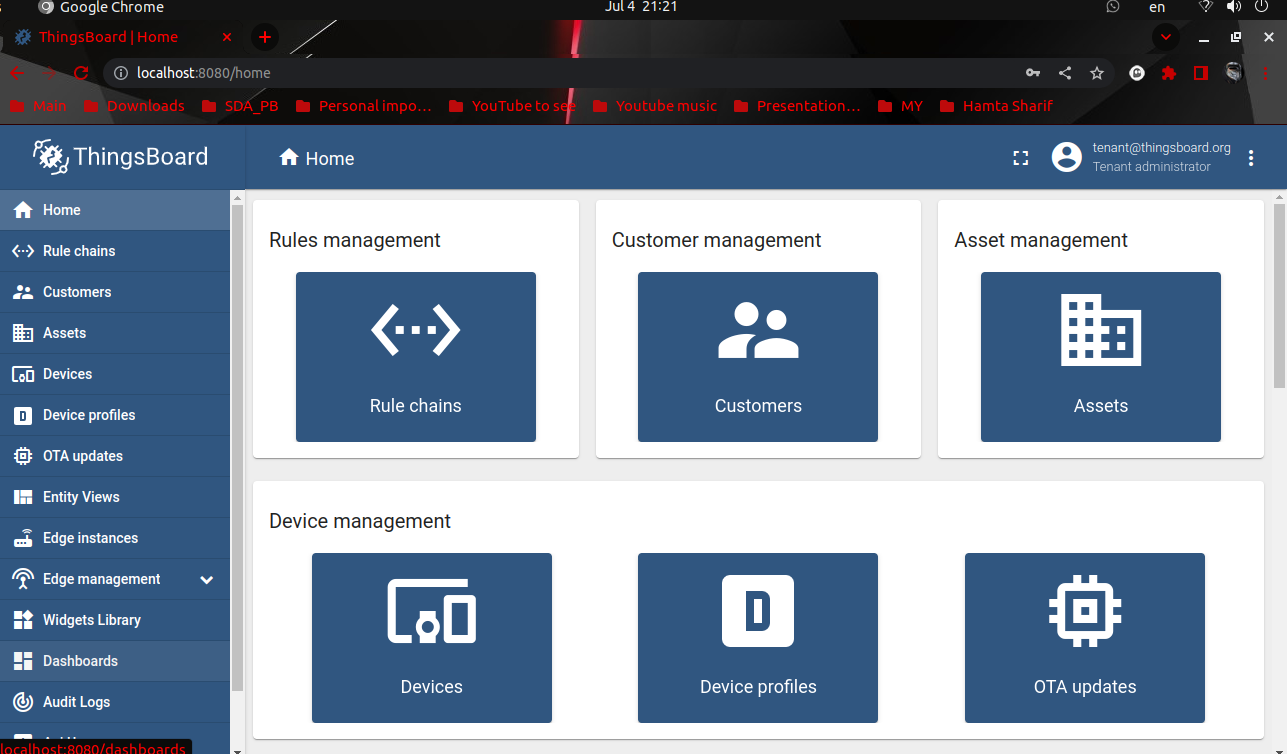 Google Chrome
Jul 4 21:21
en
ThingsBoard | Home
localhost:8080/home
Main
Downloads
SDA_PB
Personal impo...
YouTube to see
Youtube music
Presentation...
MY
Hamta Sharif
ThingsBoard
Home
tenant@thingsboard.org
Tenant administrator
Home
Rule chains
Customers
Assets
Devices
Device profiles
OTA updates
Entity Views
Edge instances
Edge management
Widgets Library
Dashboards
Audit Logs
localhost:8080/dashboards
Rules management
Rule chains
Customer management
Customers
Asset management
Assets
Device management
Devices
D
Device profiles
OTA updates